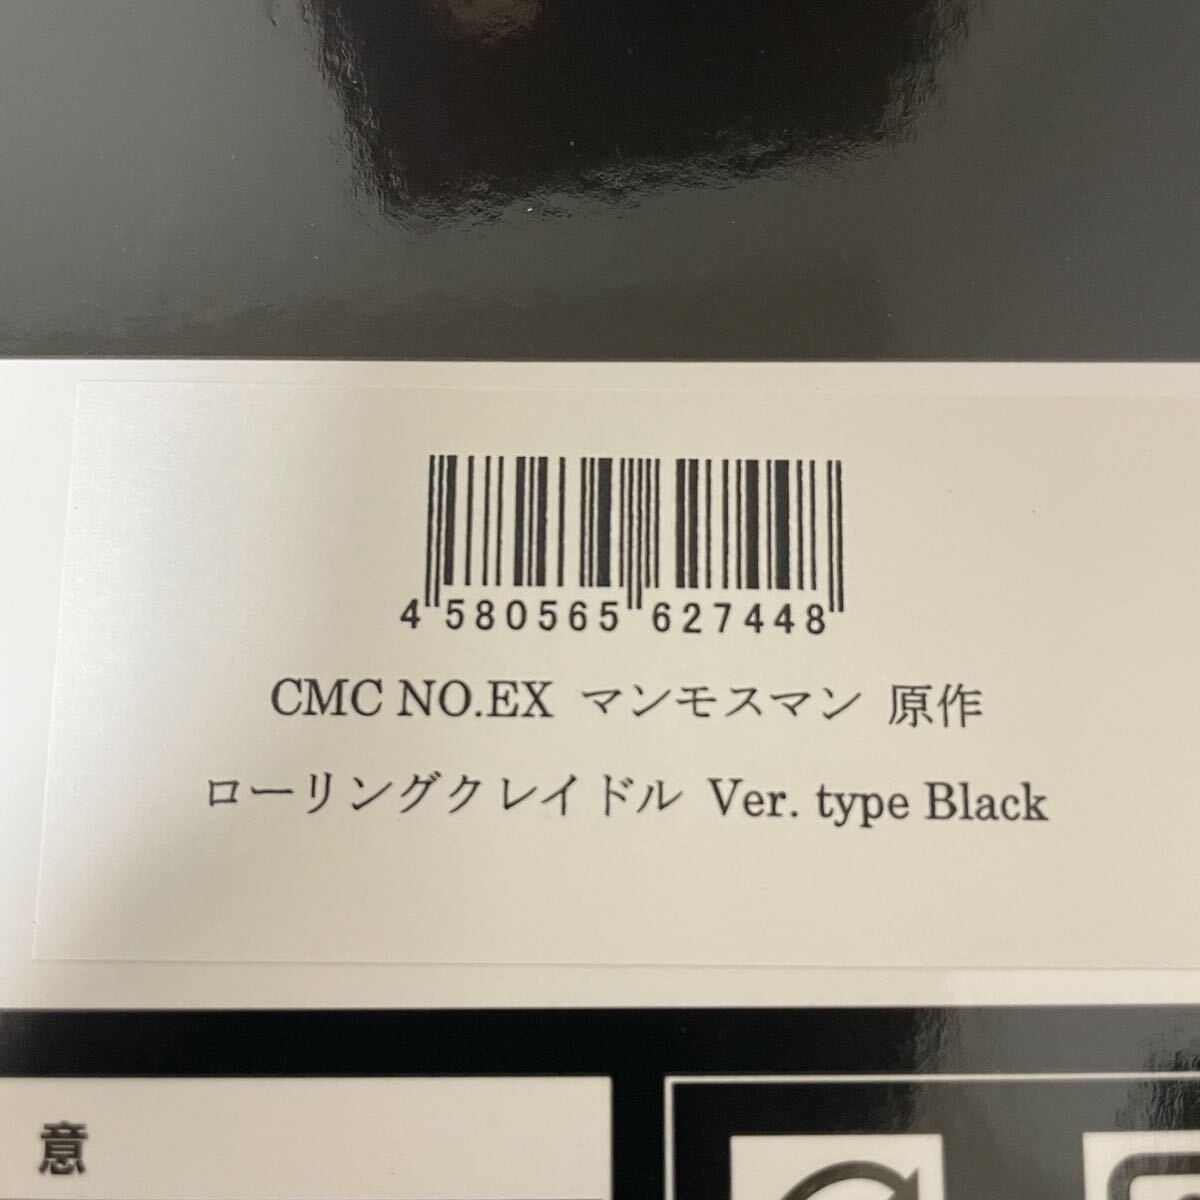 4 580565 627448
CMC NO.EX マンモスマン 原作
ローリングクレイドル Ver. type Black
意